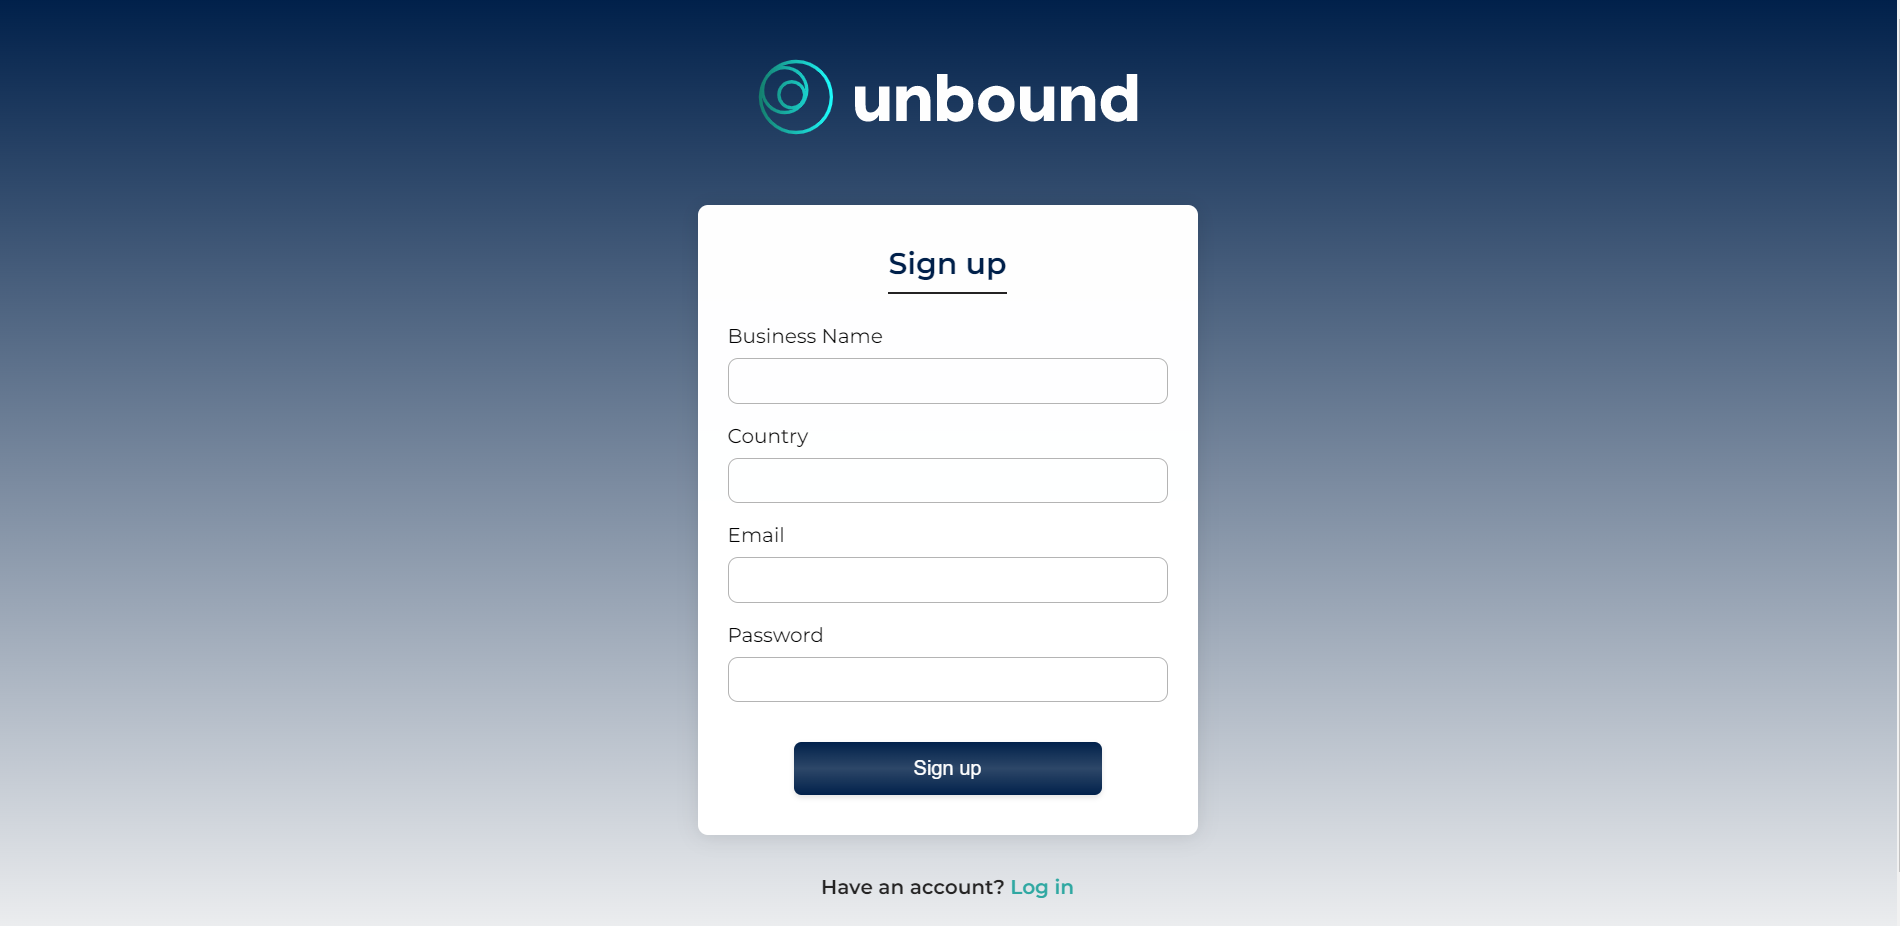 unbound
Sign up
Business Name
Country
Email
Password
Sign up
Have an account? Log in